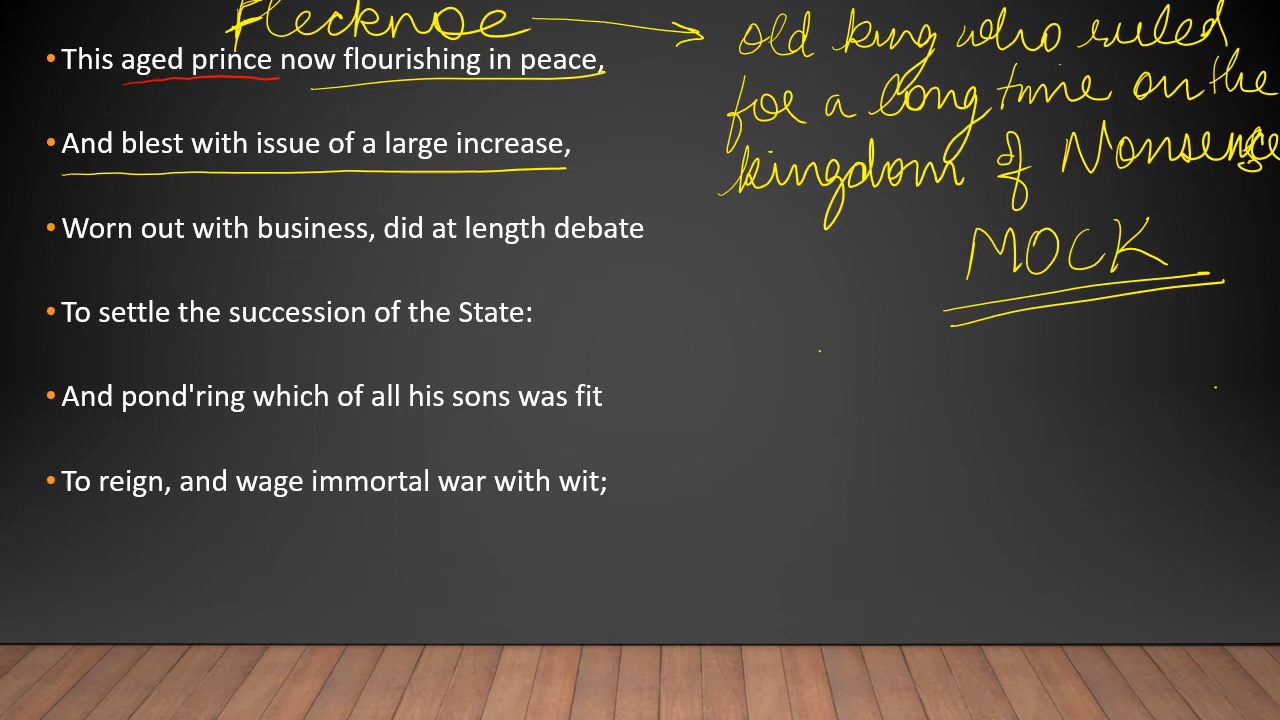 Flecknoe
old king who ruled
for a long time on the
kingdom of Nonsense
MOCK
• This aged prince now flourishing in peace,
• And blest with issue of a large increase,
• Worn out with business, did at length debate
• To settle the succession of the State:
• And pond'ring which of all his sons was fit
• To reign, and wage immortal war with wit;